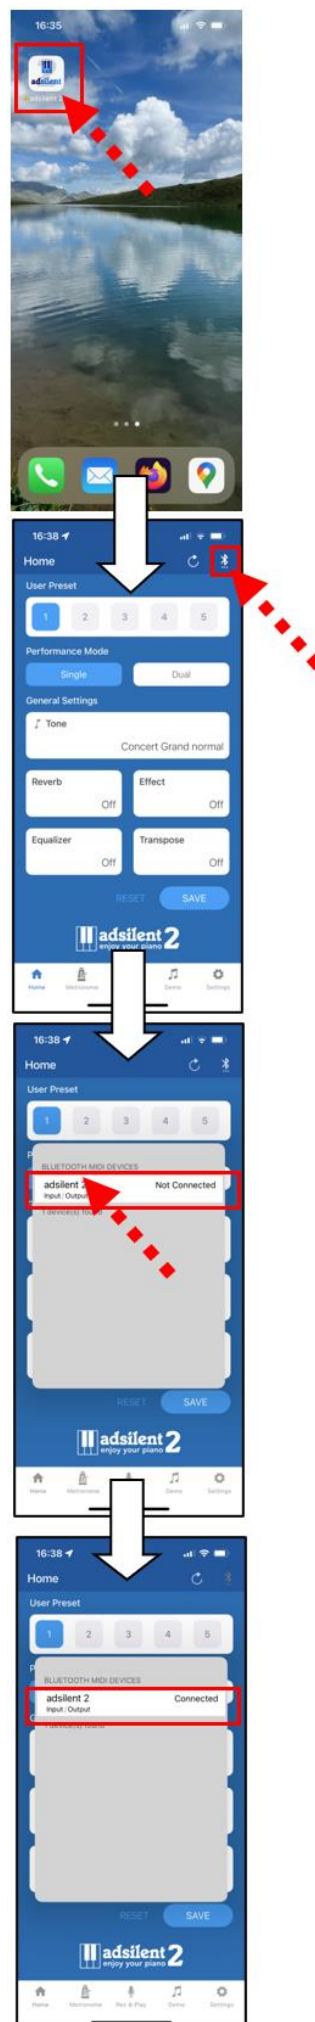 16:35
adsilent
adsilent 2
16:38
Home
User Preset
1 2 3 4 5
Performance Mode
Single Dual
General Settings
Tone
Concert Grand normal
Reverb Effect
Off Off
Equalizer Transpose
Off Off
RESET SAVE
adsilent 2
enjoy your piano
Home Metronome Demo Settings
16:38
Home
User Preset
1 2 3 4 5
P
BLUETOOTH MIDI DEVICES
adsilent 2 Not Connected
Input / Output
1 device(s) found
RESET SAVE
adsilent 2
enjoy your piano
Home Metronome Demo Settings
16:38
Home
User Preset
1 2 3 4 5
P
BLUETOOTH MIDI DEVICES
adsilent 2 Connected
Input / Output
1 device(s) found
RESET SAVE
adsilent 2
enjoy your piano
Home Metronome Rec & Play Demo Settings